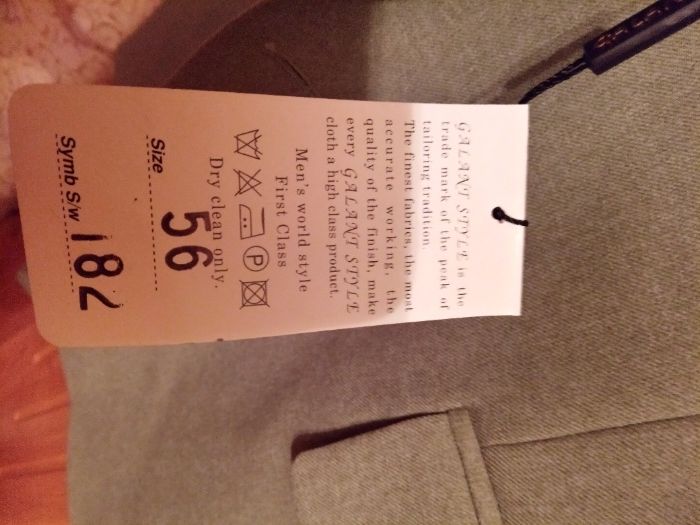 GALANT STYLE is the
trade mark of the peak of
tailoring tradition.
The finest fabrics, the most
accurate working, the
quality of the finish, make
every GALANT STYLE
cloth a high class product.
Men's world style
First Class
P
Dry clean only.
Size 56
Symb S/w 182